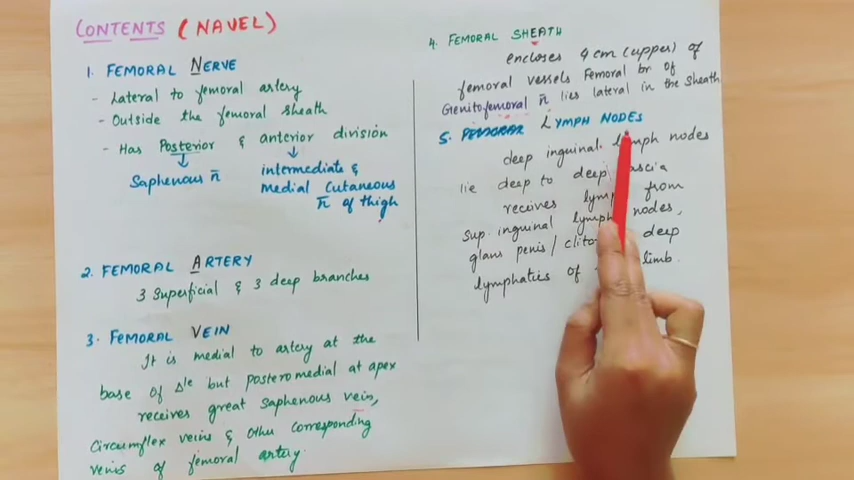 CONTENTS (NAVEL)
1. FEMORAL NERVE
- Lateral to femoral artery
- Outside the femoral sheath
- Has Posterior & anterior division
Saphenous n̄
intermediate &
medial Cutaneous
n̄ of thigh
2. FEMORAL ARTERY
3 Superficial & 3 deep branches
3. FEMORAL VEIN
It is medial to artery at the
base of Δle but posteromedial at apex
receives great saphenous vein,
Circumflex veins & other corresponding
veins of femoral artery.
4. FEMORAL SHEATH
encloses 4 cm (upper) of
femoral vessels Femoral br of
Genitofemoral n̄ lies lateral in the sheath
5. FEMORAL LYMPH NODES
deep inguinal lymph nodes
lie deep to deep
receives from
Sup. inguinal lymph nodes,
glans penis/ deep
lymphatics of limb.